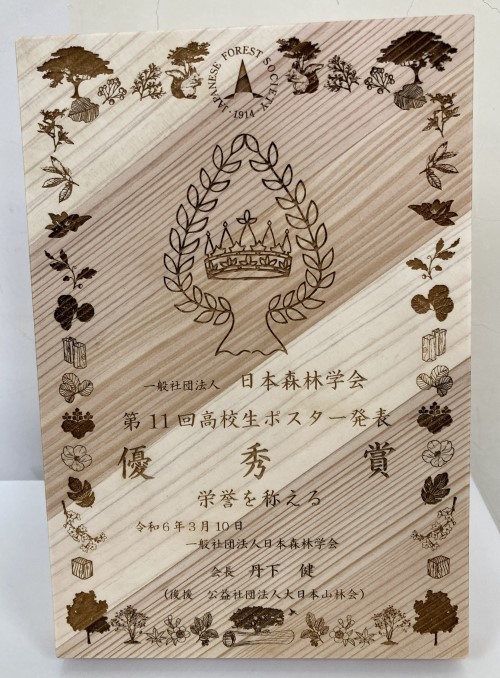 JAPANESE FOREST SOCIETY
・1914・
一般社団法人 日本森林学会
第11回高校生ポスター発表
優秀賞
栄誉を称える
令和6年3月10日
一般社団法人日本森林学会
会長 丹下 健
(後援 公益社団法人大日本山林会)